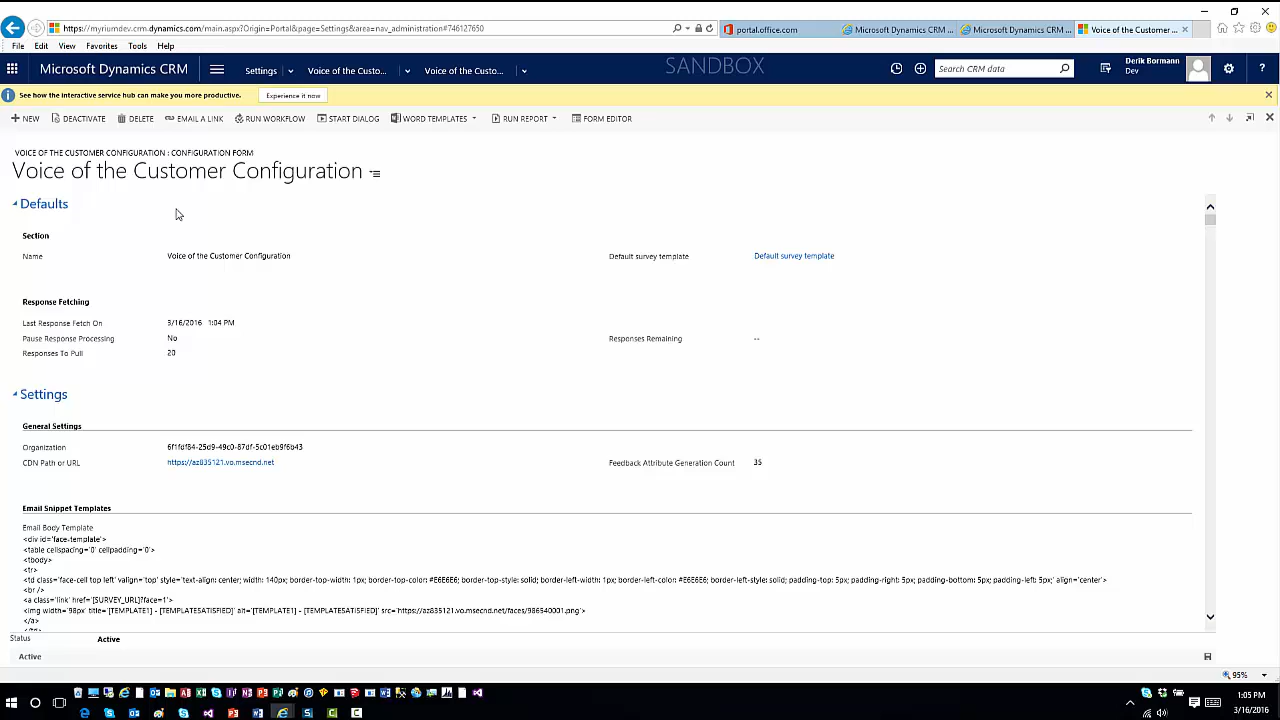 https://myriumdev.crm.dynamics.com/main.aspx?Origin=Portal&page=Settings&area=nav_administration#746127650
portal.office.com
Microsoft Dynamics CRM ...
Microsoft Dynamics CRM ...
Voice of the Customer ...
File Edit View Favorites Tools Help
Microsoft Dynamics CRM
Settings
Voice of the Custo...
Voice of the Custo...
SANDBOX
Search CRM data
Derik Bormann
Dev
See how the interactive service hub can make you more productive.
Experience it now
NEW DEACTIVATE DELETE EMAIL A LINK RUN WORKFLOW START DIALOG WORD TEMPLATES RUN REPORT FORM EDITOR
VOICE OF THE CUSTOMER CONFIGURATION : CONFIGURATION FORM
Voice of the Customer Configuration
Defaults
Section
Name Voice of the Customer Configuration Default survey template Default survey template
Response Fetching
Last Response Fetch On 3/16/2016 1:04 PM
Pause Response Processing No Responses Remaining --
Responses To Pull 20
Settings
General Settings
Organization 6f1fdf84-25d9-49c0-87df-5c01eb9f6b43
CDN Path or URL https://az835121.vo.msecnd.net Feedback Attribute Generation Count 35
Email Snippet Templates
Email Body Template
<div id='face-template'>
<table cellspacing='0' cellpadding='0'>
<tbody>
<tr>
<td class='face-cell top left' valign='top' style='text-align: center; width: 140px; border-top-width: 1px; border-top-color: #E6E6E6; border-top-style: solid; border-left-width: 1px; border-left-color: #E6E6E6; border-left-style: solid; padding-top: 5px; padding-right: 5px; padding-bottom: 5px; padding-left: 5px;' align='center'>
<br />
<a class='link' href='[SURVEY_URL]?face=1'>
<img width='98px' title='[TEMPLATE1] - [TEMPLATESATISFIED]' alt='[TEMPLATE1] - [TEMPLATESATISFIED]' src='https://az835121.vo.msecnd.net/faces/986540001.png'>
</a>
Status Active
Active
95%
1:05 PM
3/16/2016